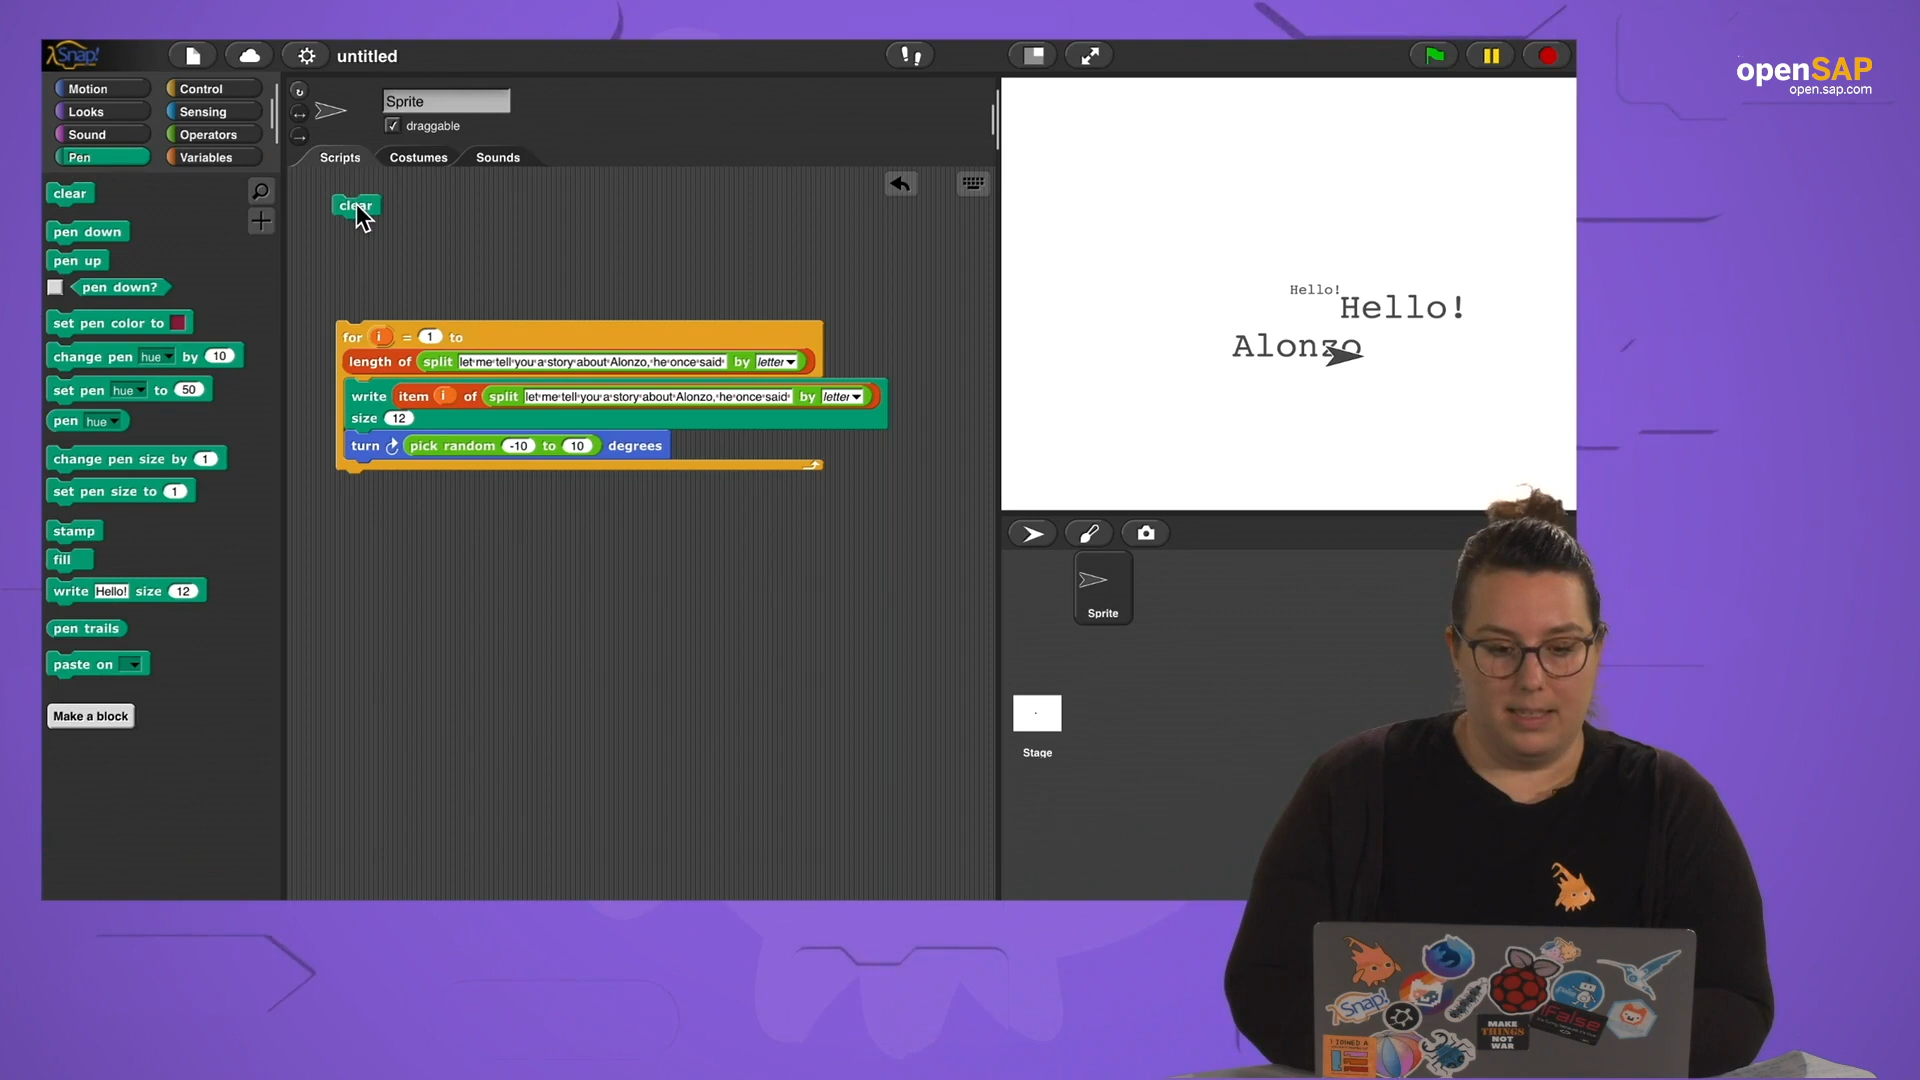 openSAP
open.sap.com
Snap!
untitled
Motion
Control
Looks
Sensing
Sound
Operators
Pen
Variables
Sprite
draggable
Scripts
Costumes
Sounds
clear
pen down
pen up
pen down?
set pen color to
change pen hue by 10
set pen hue to 50
pen hue
change pen size by 1
set pen size to 1
stamp
fill
write Hello! size 12
pen trails
paste on
Make a block
clear
for i = 1 to
length of split let me tell you a story about Alonzo, he once said by letter
write item i of split let me tell you a story about Alonzo, he once said by letter
size 12
turn pick random -10 to 10 degrees
Hello!
Hello!
Alonzo
Sprite
Stage
Snap!
MAKE
THINGS
NOT
WAR
!False
I JOINED A